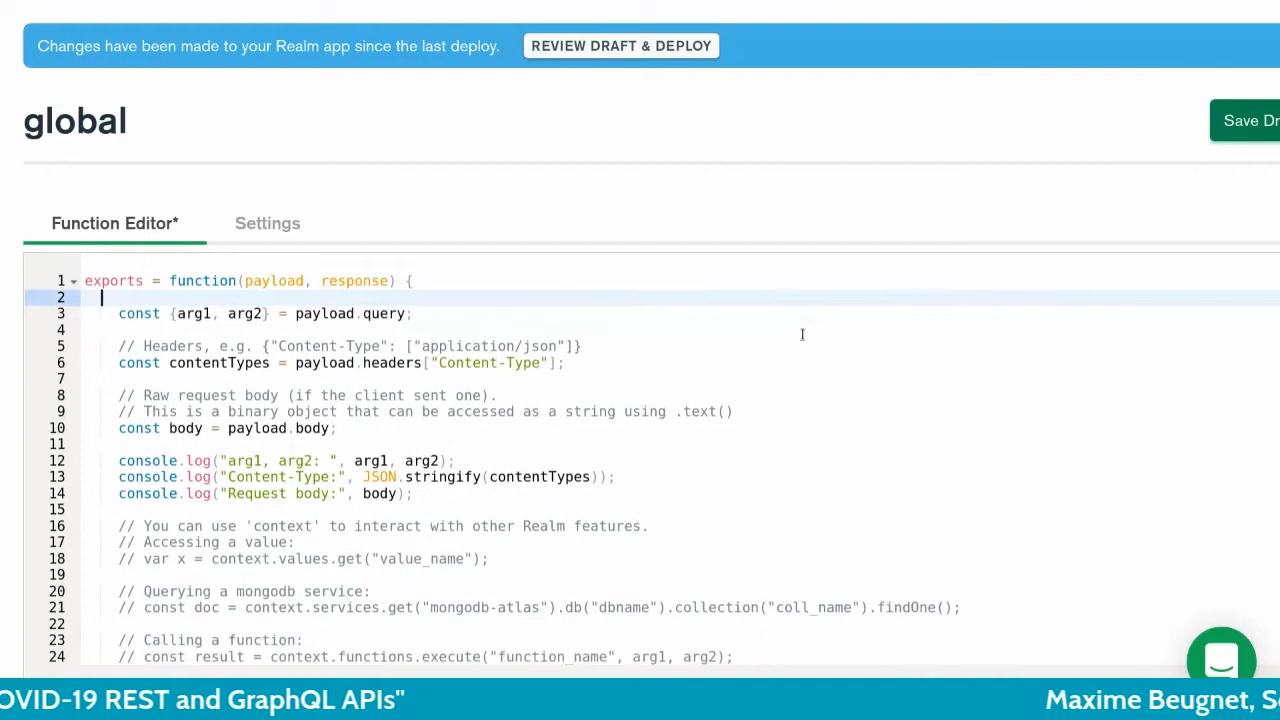 Changes have been made to your Realm app since the last deploy. REVIEW DRAFT & DEPLOY
global
Save Dr
Function Editor* Settings
1 exports = function(payload, response) {
2
3 const {arg1, arg2} = payload.query;
4
5 // Headers, e.g. {"Content-Type": ["application/json"]}
6 const contentTypes = payload.headers["Content-Type"];
7
8 // Raw request body (if the client sent one).
9 // This is a binary object that can be accessed as a string using .text()
10 const body = payload.body;
11
12 console.log("arg1, arg2: ", arg1, arg2);
13 console.log("Content-Type:", JSON.stringify(contentTypes));
14 console.log("Request body:", body);
15
16 // You can use 'context' to interact with other Realm features.
17 // Accessing a value:
18 // var x = context.values.get("value_name");
19
20 // Querying a mongodb service:
21 // const doc = context.services.get("mongodb-atlas").db("dbname").collection("coll_name").findOne();
22
23 // Calling a function:
24 // const result = context.functions.execute("function_name", arg1, arg2);
OVID-19 REST and GraphQL APIs" Maxime Beugnet, S